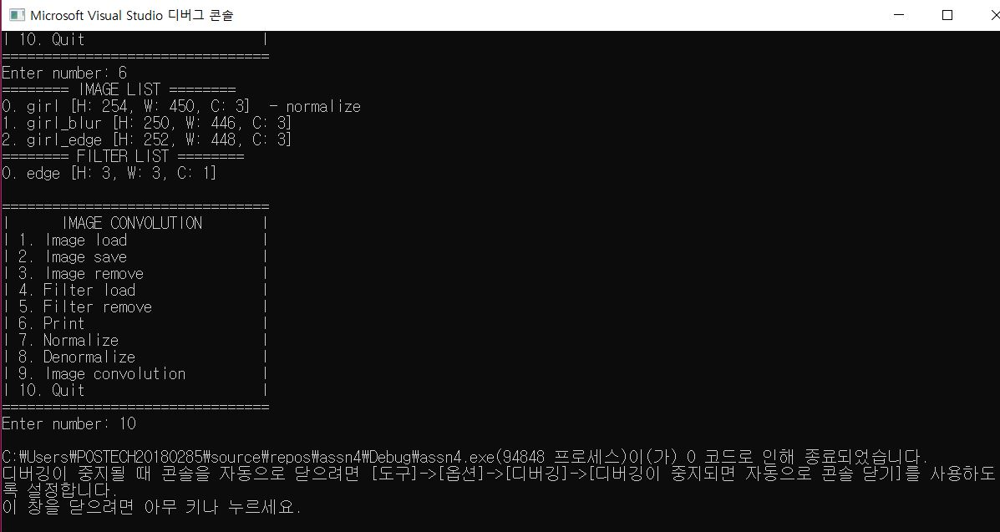 Microsoft Visual Studio 디버그 콘솔
| 10. Quit |
================================
Enter number: 6
======== IMAGE LIST ========
0. girl [H: 254, W: 450, C: 3]  - normalize
1. girl_blur [H: 250, W: 446, C: 3]
2. girl_edge [H: 252, W: 448, C: 3]
======== FILTER LIST ========
0. edge [H: 3, W: 3, C: 1]
================================
| IMAGE CONVOLUTION |
| 1. Image load |
| 2. Image save |
| 3. Image remove |
| 4. Filter load |
| 5. Filter remove |
| 6. Print |
| 7. Normalize |
| 8. Denormalize |
| 9. Image convolution |
| 10. Quit |
================================
Enter number: 10
C:₩Users₩POSTECH20180285₩source₩repos₩assn4₩Debug₩assn4.exe(94848 프로세스)이(가) 0 코드로 인해 종료되었습니다.
디버깅이 중지될 때 콘솔을 자동으로 닫으려면 [도구]->[옵션]->[디버깅]->[디버깅이 중지되면 자동으로 콘솔 닫기]를 사용하도
록 설정합니다.
이 창을 닫으려면 아무 키나 누르세요.